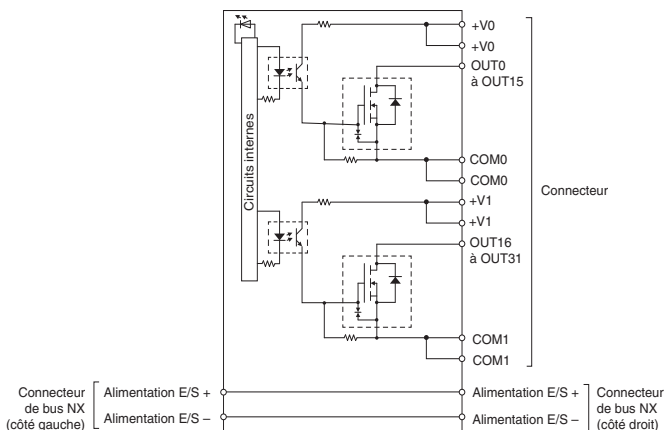 +V0
+V0
OUT0
à OUT15
Circuits internes
COM0
COM0
Connecteur
+V1
+V1
OUT16
à OUT31
COM1
COM1
Connecteur
de bus NX
(côté gauche)
Alimentation E/S +
Alimentation E/S –
Alimentation E/S +
Alimentation E/S –
Connecteur
de bus NX
(côté droit)